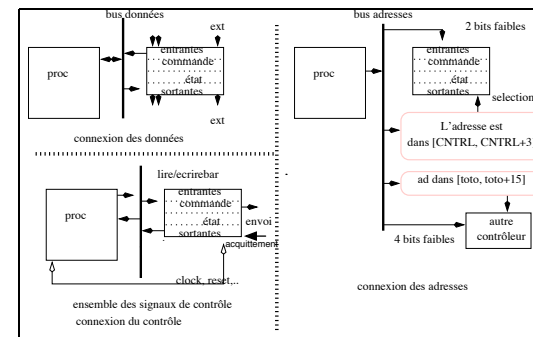 bus données
ext
entrantes
commande
proc
état
sortantes
ext
connexion des données
lire/ecrirebar
entrantes
commande
proc
état
envoi
sortantes
acquittement
clock, reset,..
ensemble des signaux de contrôle
connexion du contrôle
bus adresses
2 bits faibles
entrantes
proc
commande
état
sortantes
selection
L'adresse est
dans [CNTRL, CNTRL+3]
ad dans [toto, toto+15]
autre
contrôleur
4 bits faibles
connexion des adresses